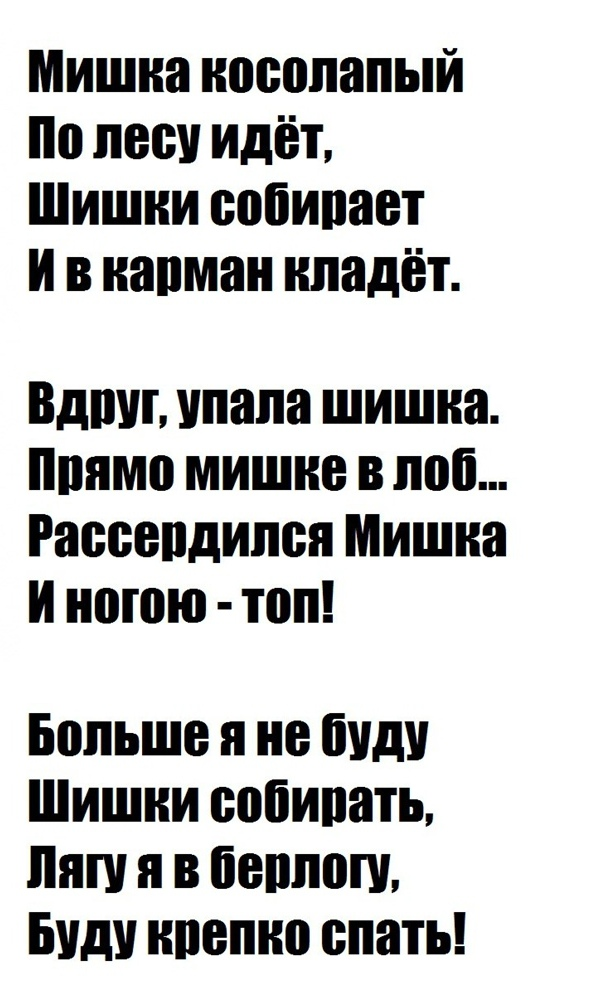 Мишка косолапый
По лесу идёт,
Шишки собирает
И в карман кладёт.
Вдруг, упала шишка.
Прямо мишке в лоб...
Рассердился Мишка
И ногою - топ!
Больше я не буду
Шишки собирать,
Лягу я в берлогу,
Буду крепко спать!